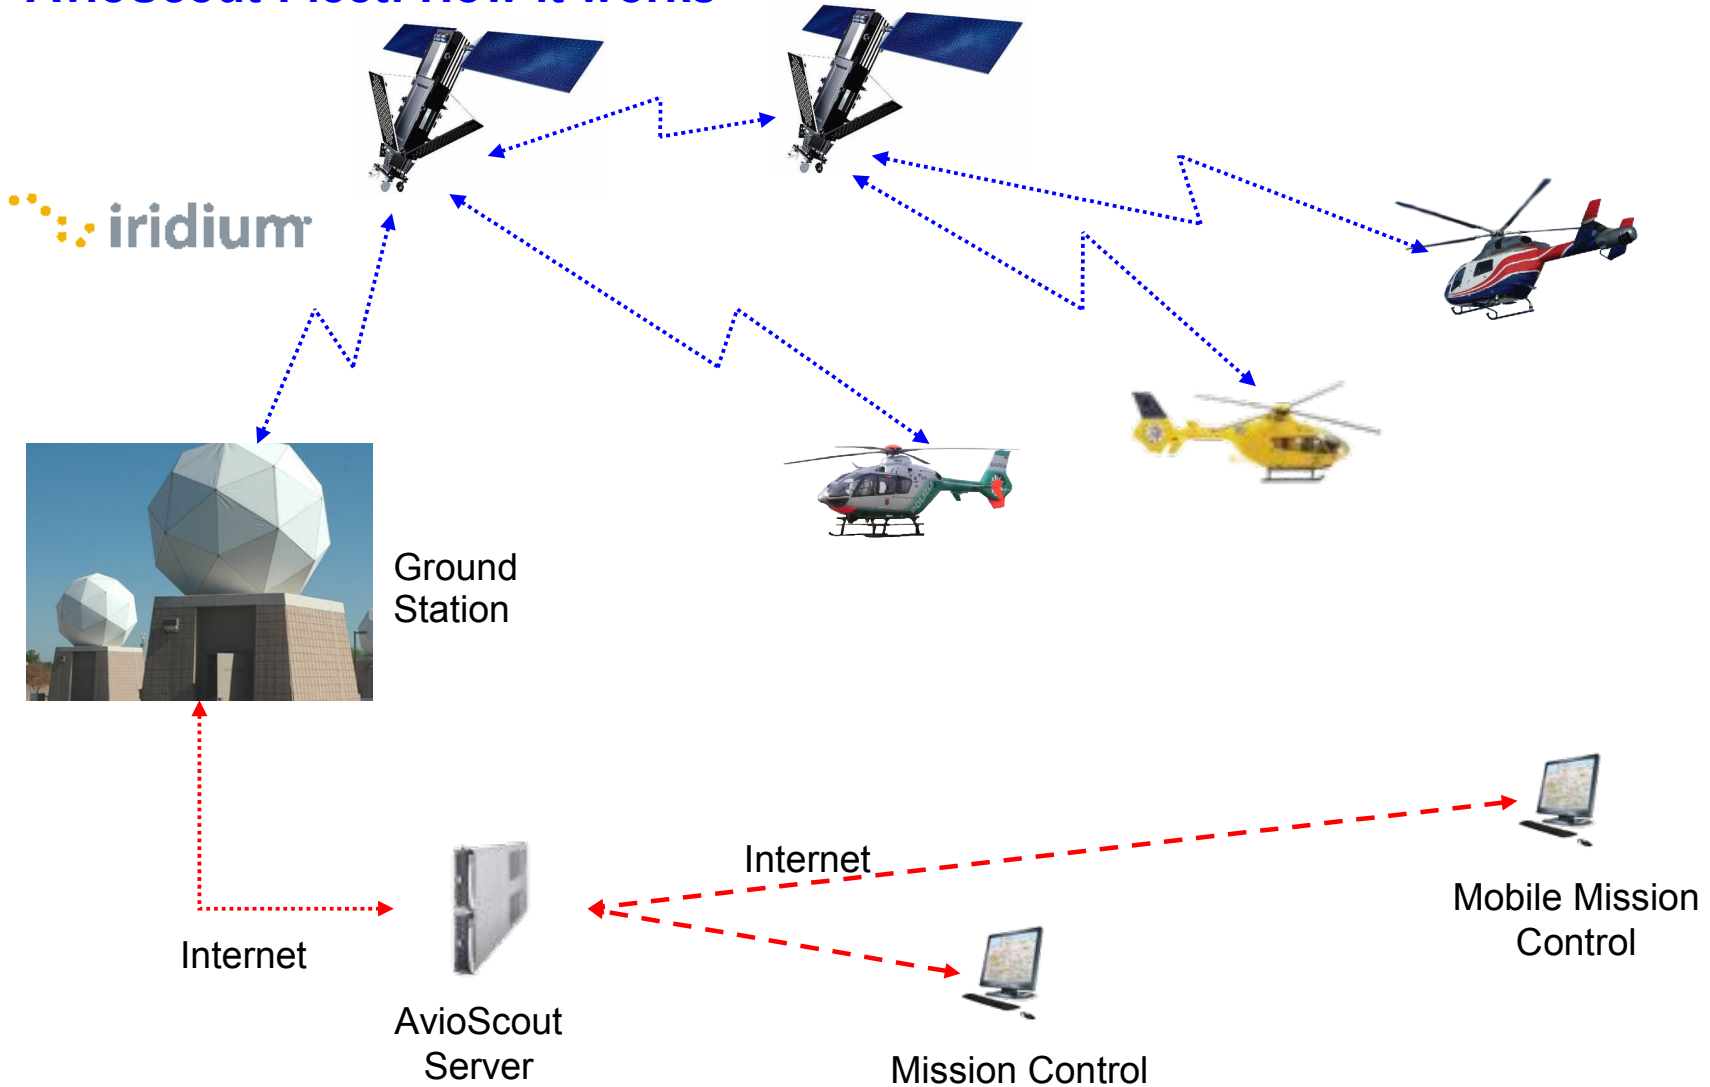 iridium
Ground
Station
Internet
Mobile Mission
Control
Internet
AvioScout
Server
Mission Control